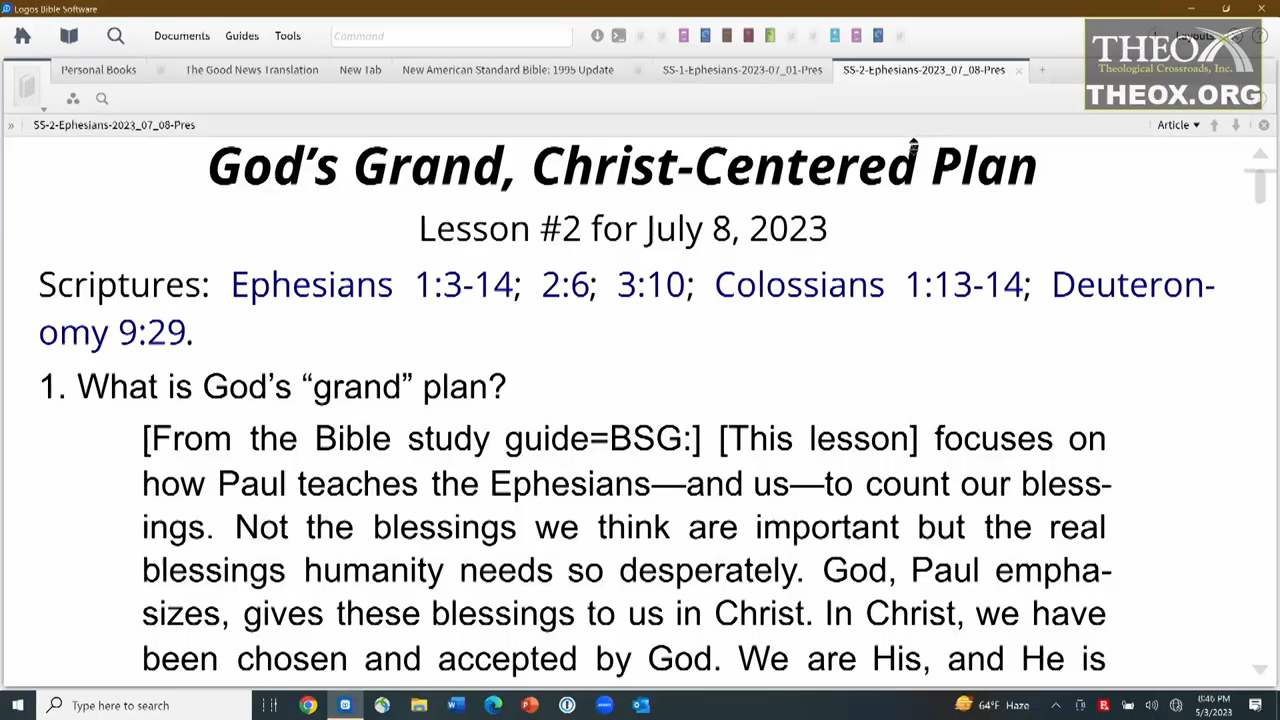 Logos Bible Software
Documents Guides Tools Command
THEOX
Theological Crossroads, Inc.
THEOX.ORG
Personal Books The Good News Translation New Tab SS-1-Ephesians-2023-07_01-Pres SS-2-Ephesians-2023_07_08-Pres
SS-2-Ephesians-2023_07_08-Pres Article
God’s Grand, Christ-Centered Plan
Lesson #2 for July 8, 2023
Scriptures: Ephesians 1:3-14; 2:6; 3:10; Colossians 1:13-14; Deuteron-
omy 9:29.
1. What is God’s “grand” plan?
[From the Bible study guide=BSG:] [This lesson] focuses on
how Paul teaches the Ephesians—and us—to count our bless-
ings. Not the blessings we think are important but the real
blessings humanity needs so desperately. God, Paul empha-
sizes, gives these blessings to us in Christ. In Christ, we have
been chosen and accepted by God. We are His, and He is
Type here to search
64°F Haze
8:46 PM
5/3/2023